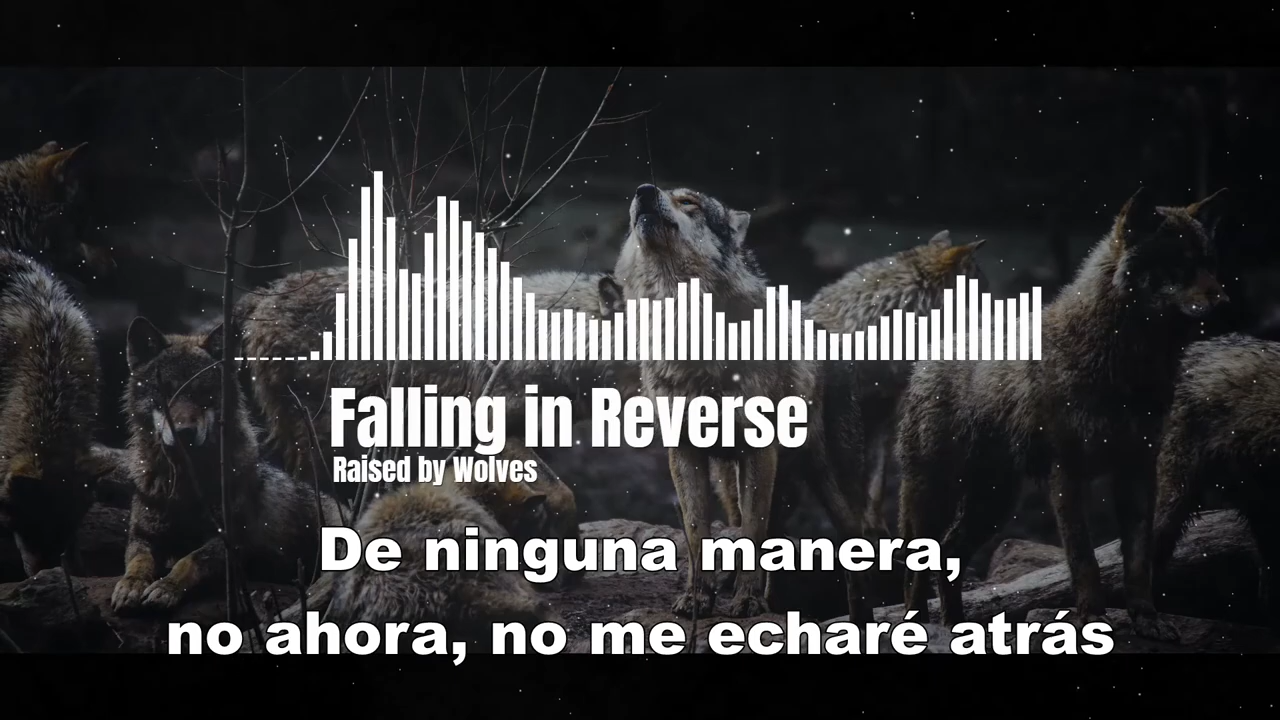 Falling in Reverse
Raised by Wolves
De ninguna manera,
no ahora, no me echaré atrás